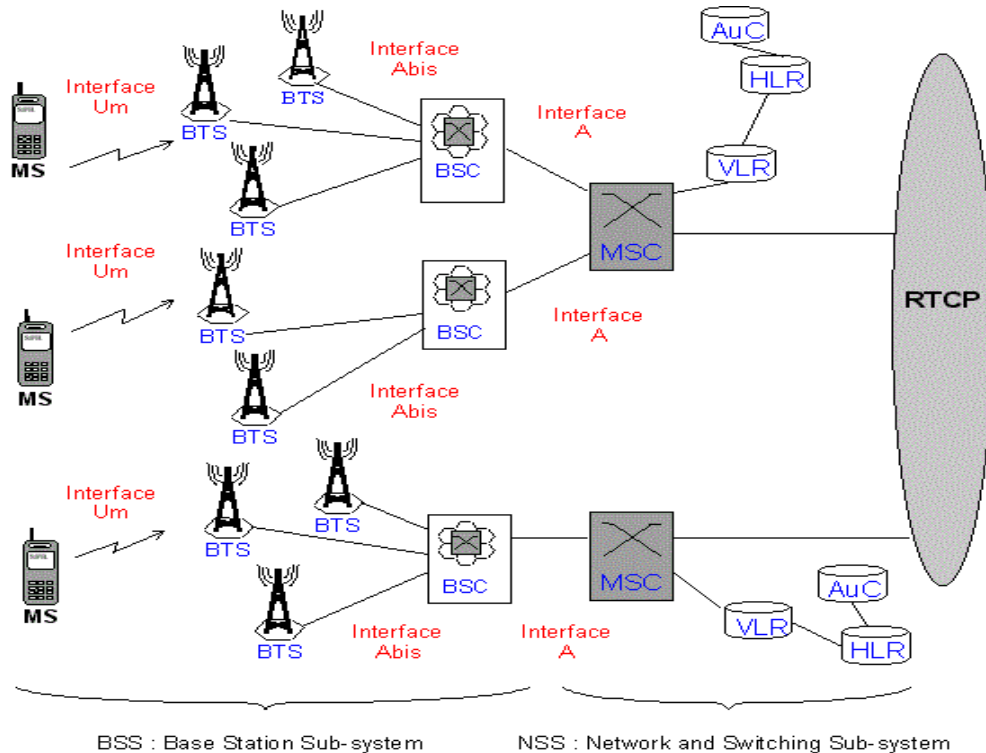 AuC
HLR
VLR
Interface
Abis
Interface
Um
BTS
BTS
MS
BTS
BSC
Interface
A
MSC
RTCP
Interface
Um
BTS
MS
BSC
Interface
A
BTS
Interface
Abis
Interface
Um
BTS
BTS
MS
BTS
BSC
MSC
Interface
Abis
Interface
A
AuC
VLR
HLR
BSS : Base Station Sub-system
NSS : Network and Switching Sub-system